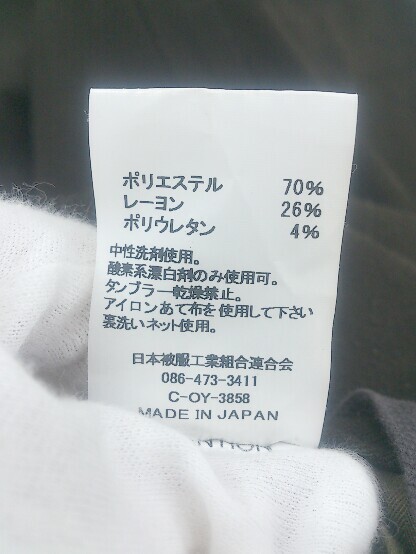 ポリエステル 70%
レーヨン 26%
ポリウレタン 4%
中性洗剤使用。
酸素系漂白剤のみ使用可。
タンブラー乾燥禁止。
アイロンあて布を使用して下さい
裏洗いネット使用。
日本被服工業組合連合会
086-473-3411
C-OY-3858
MADE IN JAPAN